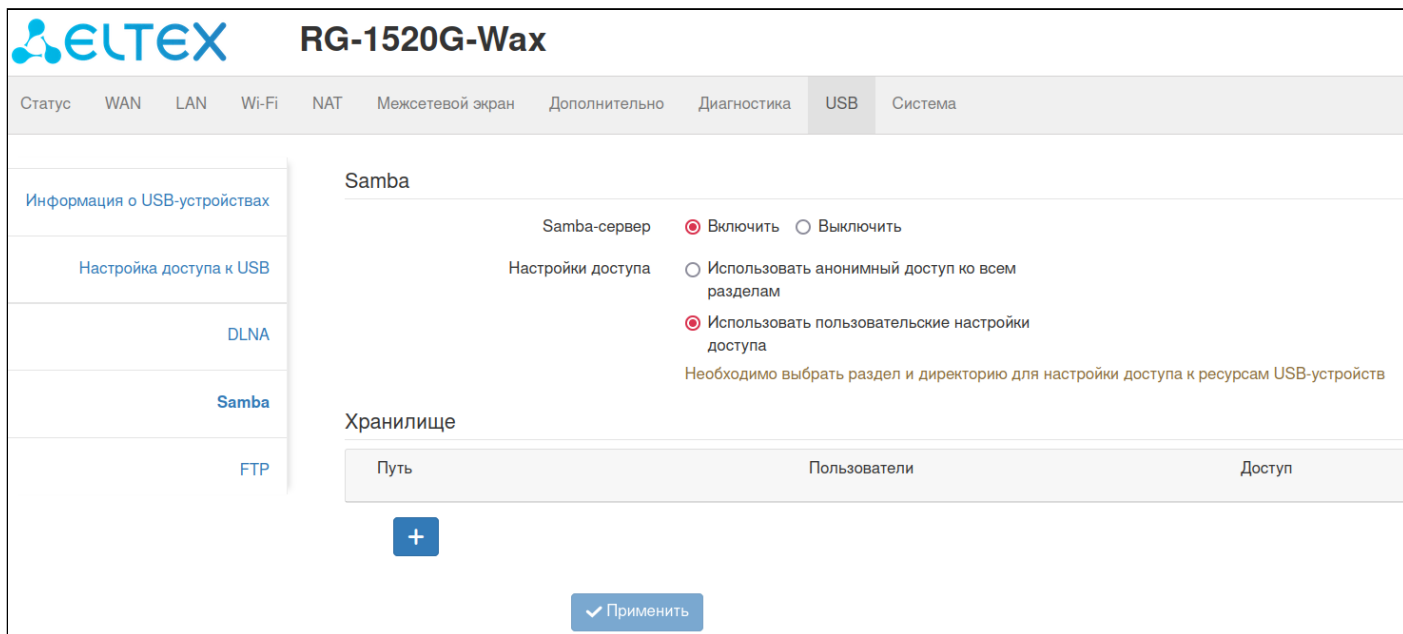 ELTEX RG-1520G-Wax
Статус WAN LAN Wi-Fi NAT Межсетевой экран Дополнительно Диагностика USB Система
Информация о USB-устройствах
Настройка доступа к USB
DLNA
Samba
FTP
Samba
Samba-сервер Включить Выключить
Настройки доступа Использовать анонимный доступ ко всем
разделам
Использовать пользовательские настройки
доступа
Необходимо выбрать раздел и директорию для настройки доступа к ресурсам USB-устройств
Хранилище
Путь Пользователи Доступ
+
Применить